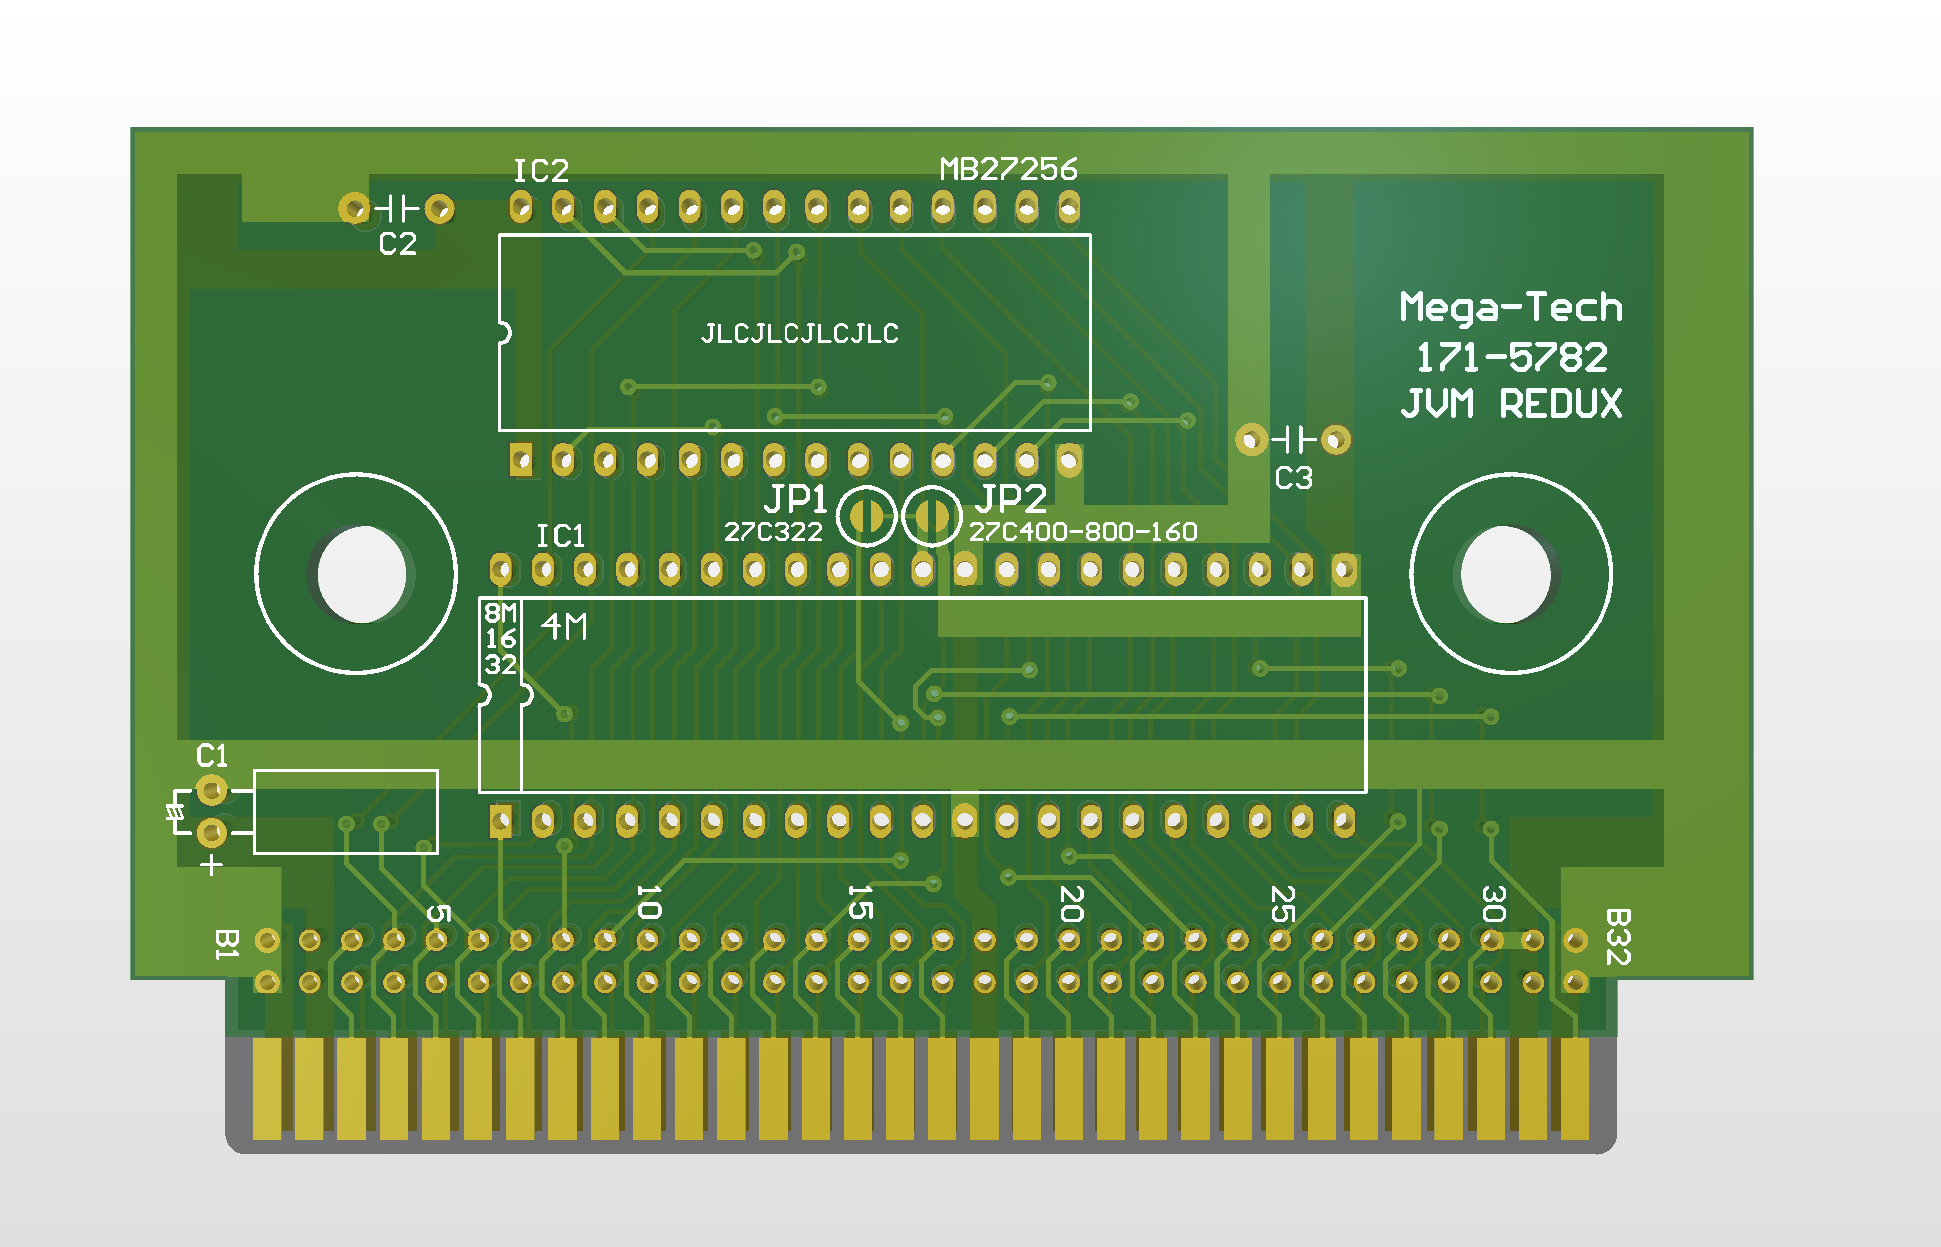 IC2
MB27256
C2
JLCJLCJLCJLC
Mega-Tech
171-5782
JVM REDUX
C3
JP1
JP2
27C322
27C400-800-160
IC1
8M
16
32
4M
C1
+
5
10
15
20
25
30
B1
B32